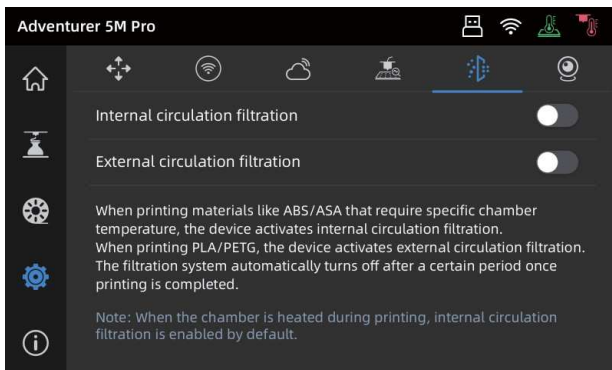 Adventurer 5M Pro
Internal circulation filtration
External circulation filtration
When printing materials like ABS/ASA that require specific chamber
temperature, the device activates internal circulation filtration.
When printing PLA/PETG, the device activates external circulation filtration.
The filtration system automatically turns off after a certain period once
printing is completed.
Note: When the chamber is heated during printing, internal circulation
filtration is enabled by default.